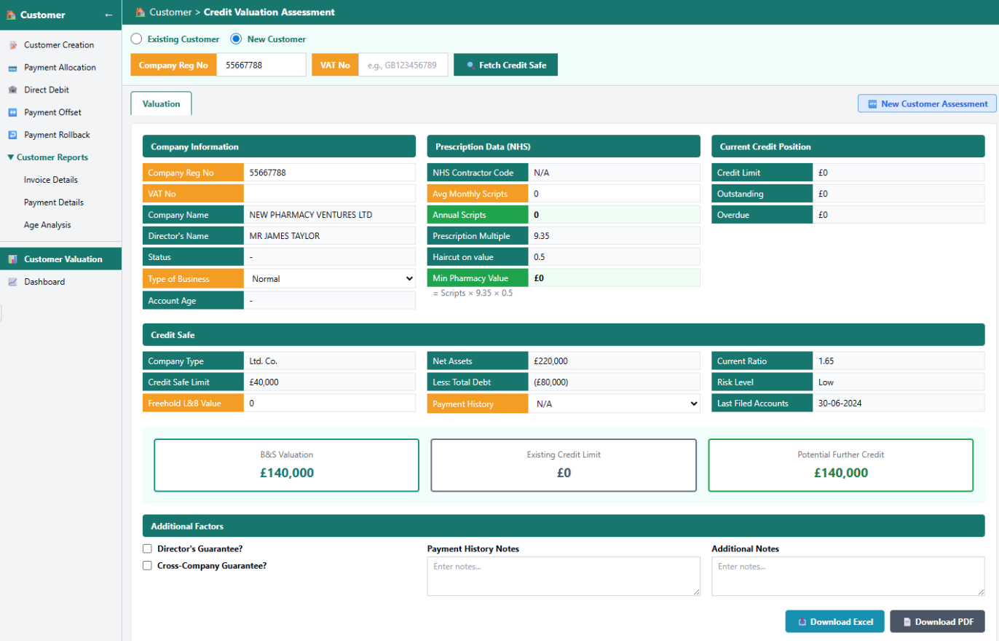 Customer ←
Customer > Credit Valuation Assessment
Customer Creation
Payment Allocation
Direct Debit
Payment Offset
Payment Rollback
▼ Customer Reports
Invoice Details
Payment Details
Age Analysis
Customer Valuation
Dashboard
Existing Customer New Customer
Company Reg No 55667788 VAT No e.g., GB123456789 Fetch Credit Safe
Valuation
New Customer Assessment
Company Information
Company Reg No 55667788
VAT No
Company Name NEW PHARMACY VENTURES LTD
Director's Name MR JAMES TAYLOR
Status -
Type of Business Normal
Account Age -
Prescription Data (NHS)
NHS Contractor Code N/A
Avg Monthly Scripts 0
Annual Scripts 0
Prescription Multiple 9.35
Haircut on value 0.5
Min Pharmacy Value £0
= Scripts × 9.35 × 0.5
Current Credit Position
Credit Limit £0
Outstanding £0
Overdue £0
Credit Safe
Company Type Ltd. Co.
Credit Safe Limit £40,000
Freehold L&B Value 0
Net Assets £220,000
Less: Total Debt (£80,000)
Payment History N/A
Current Ratio 1.65
Risk Level Low
Last Filed Accounts 30-06-2024
B&S Valuation
£140,000
Existing Credit Limit
£0
Potential Further Credit
£140,000
Additional Factors
Director's Guarantee?
Cross-Company Guarantee?
Payment History Notes
Enter notes...
Additional Notes
Enter notes...
Download Excel
Download PDF